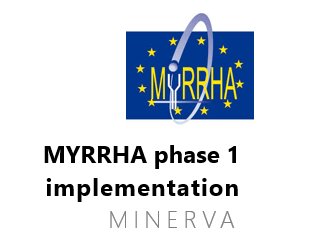 MYRRHA
MYRRHA phase 1
implementation
MINERVA